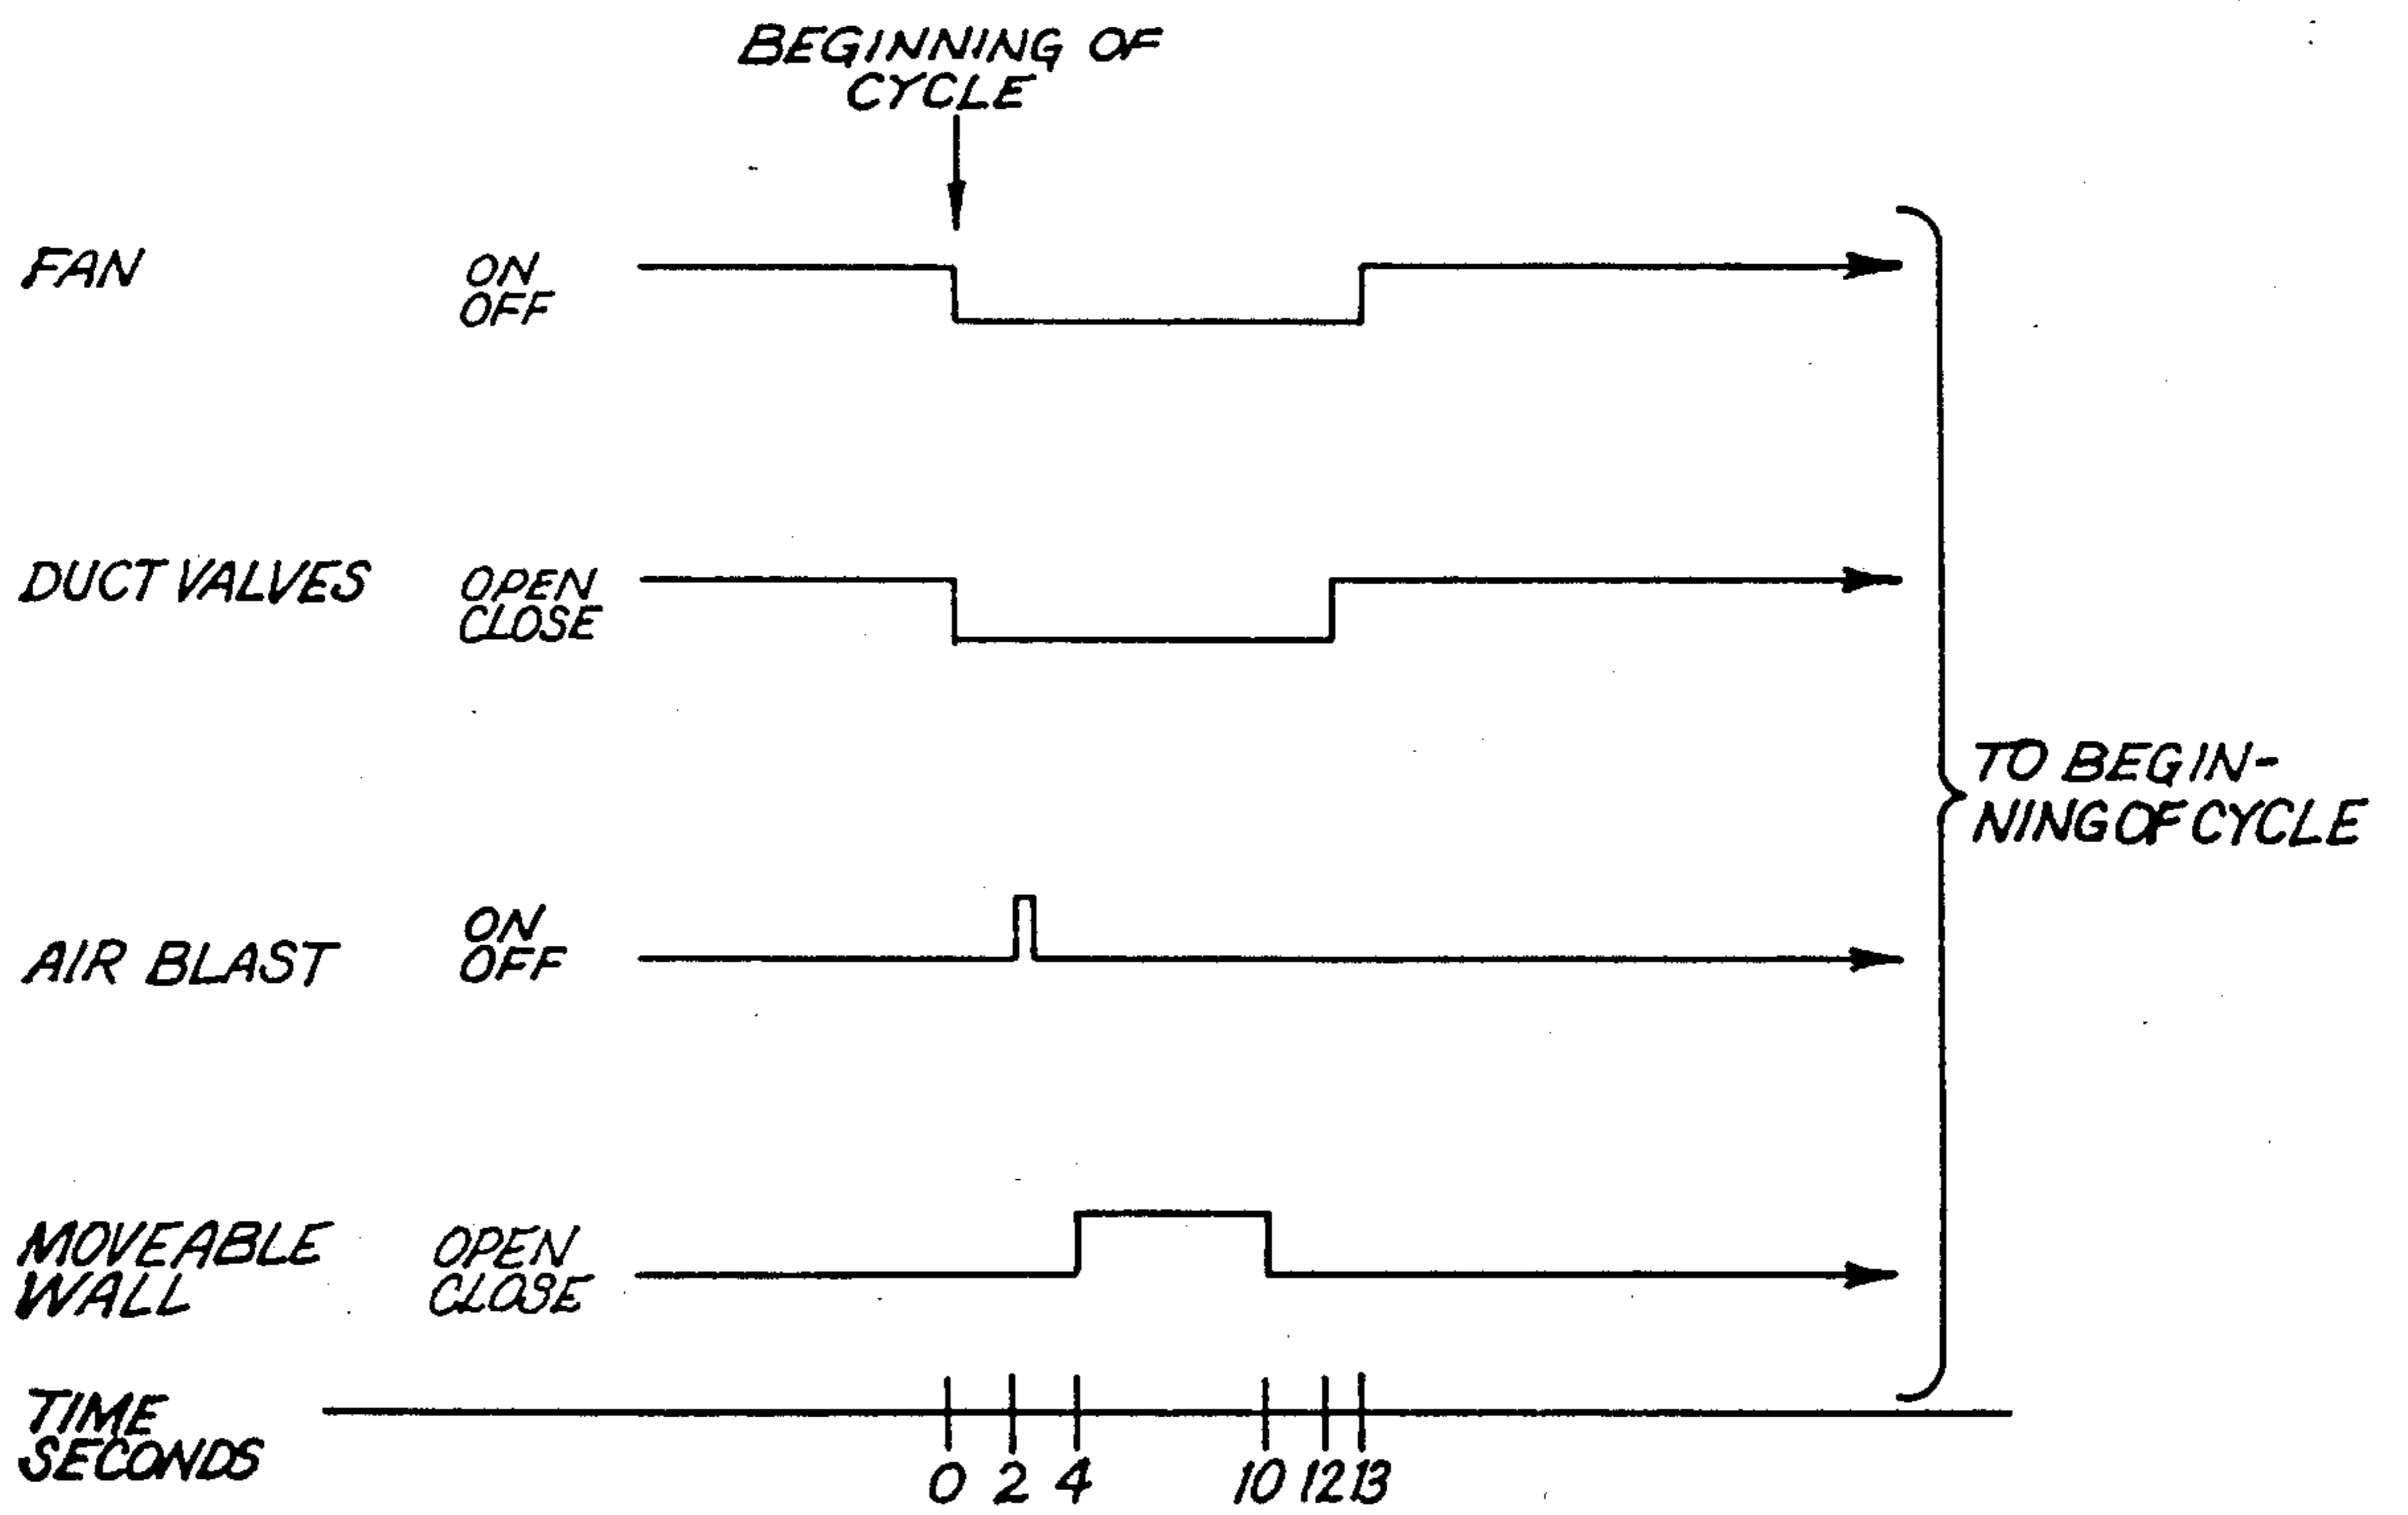 BEGINNING OF
CYCLE
FAN
ON
OFF
DUCT VALVES
OPEN
CLOSE
TO BEGIN-
NING OF CYCLE
AIR BLAST
ON
OFF
MOVEABLE
WALL
OPEN
CLOSE
TIME
SECONDS
0 2 4 10 12 13